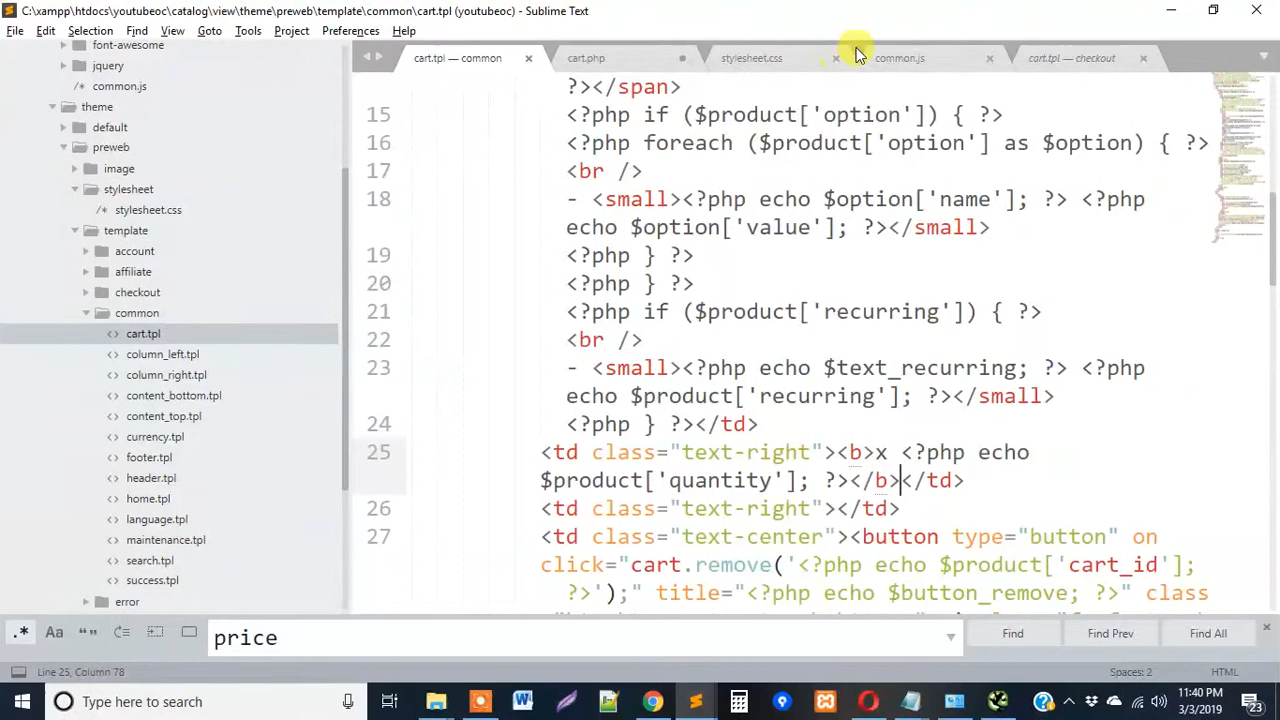 C:\xampp\htdocs\youtubeoc\catalog\view\theme\preweb\template\common\cart.tpl (youtubeoc) - Sublime Text
File Edit Selection Find View Goto Tools Project Preferences Help
font-awesome
jquery
common.js
theme
default
preweb
image
stylesheet
stylesheet.css
template
account
affiliate
checkout
common
cart.tpl
column_left.tpl
column_right.tpl
content_bottom.tpl
content_top.tpl
currency.tpl
footer.tpl
header.tpl
home.tpl
language.tpl
maintenance.tpl
search.tpl
success.tpl
error
cart.tpl — common cart.php stylesheet.css common.js cart.tpl — checkout
?></span>
15 <?php if ($product['option']) { ?>
16 <?php foreach ($product['option'] as $option) { ?>
17 <br />
18 - <small><?php echo $option['name']; ?> <?php
echo $option['value']; ?></small>
19 <?php } ?>
20 <?php } ?>
21 <?php if ($product['recurring']) { ?>
22 <br />
23 - <small><?php echo $text_recurring; ?> <?php
echo $product['recurring']; ?></small>
24 <?php } ?></td>
25 <td class="text-right"><b>x <?php echo
$product['quantity']; ?></b></td>
26 <td class="text-right"></td>
27 <td class="text-center"><button type="button" on
click="cart.remove('<?php echo $product['cart_id'];
?>');" title="<?php echo $button_remove; ?>" class
.* Aa “” price Find Find Prev Find All
Line 25, Column 78 Spaces: 2 HTML
Type here to search
11:40 PM
3/3/2019
23